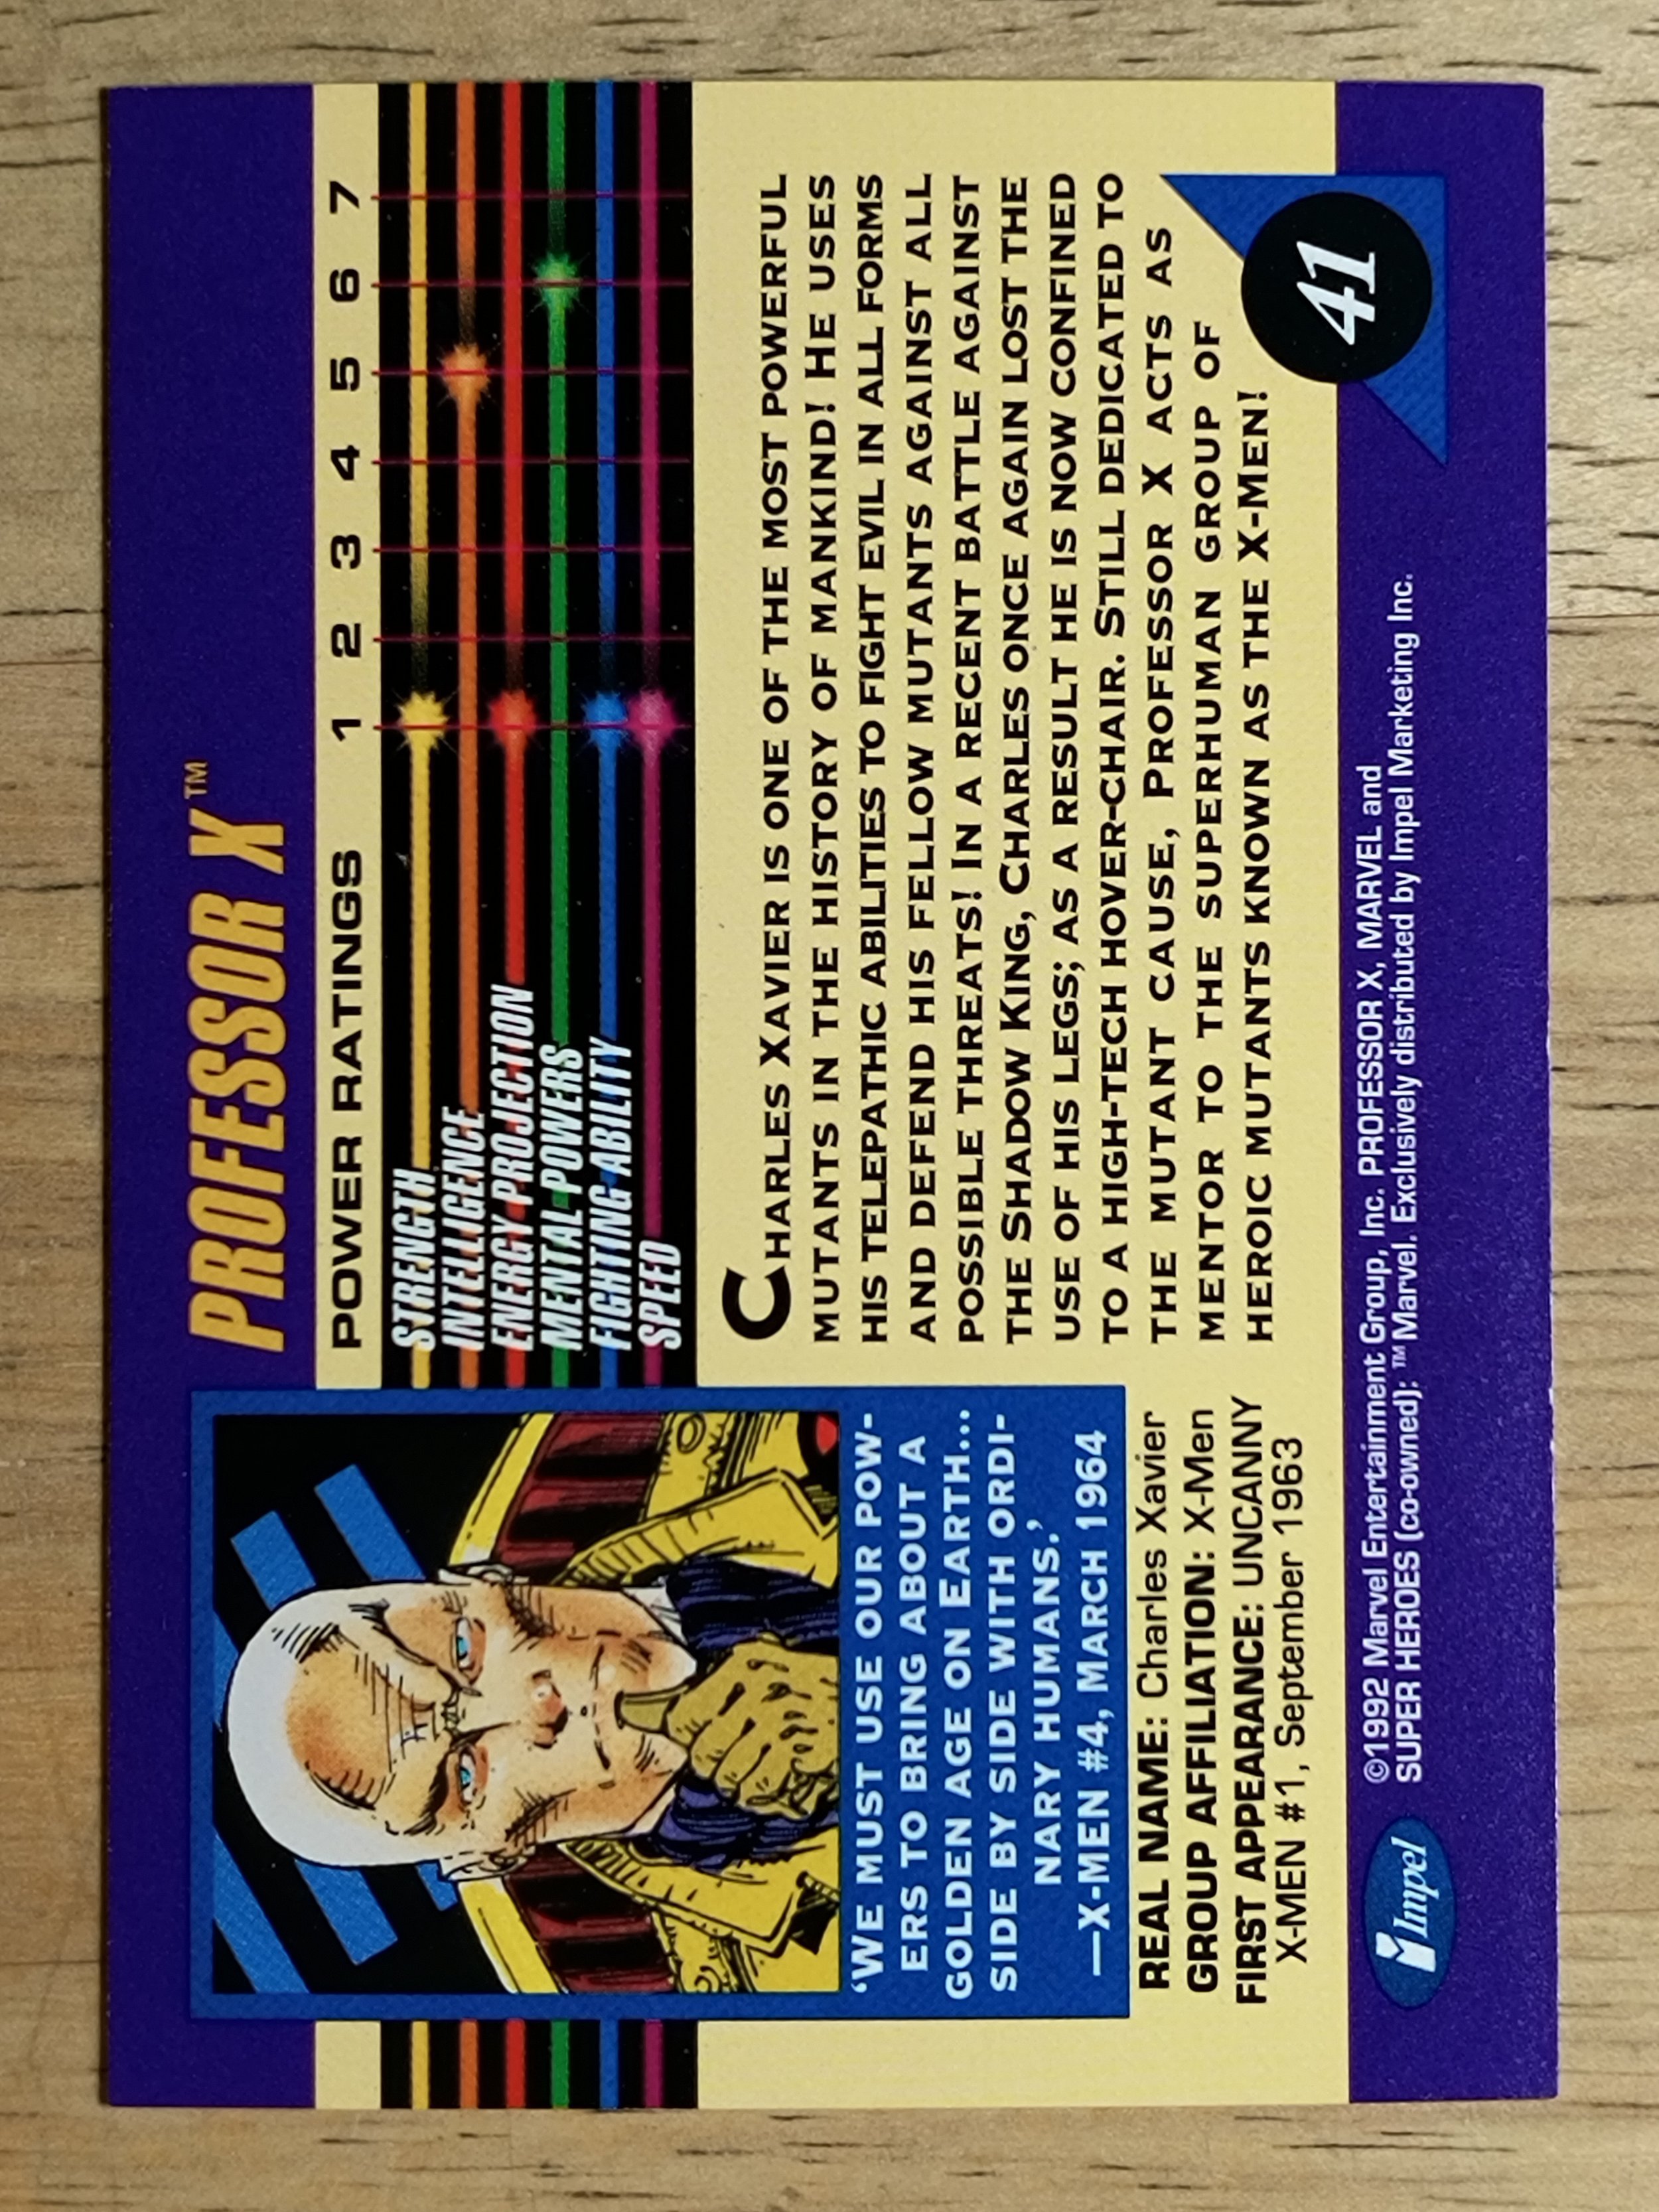 PROFESSOR X™
POWER RATINGS 1 2 3 4 5 6 7
STRENGTH
INTELLIGENCE
ENERGY PROJECTION
MENTAL POWERS
FIGHTING ABILITY
SPEED
‘WE MUST USE OUR POW-
ERS TO BRING ABOUT A
GOLDEN AGE ON EARTH...
SIDE BY SIDE WITH ORDI-
NARY HUMANS.’
—X-MEN #4, MARCH 1964
REAL NAME: Charles Xavier
GROUP AFFILIATION: X-Men
FIRST APPEARANCE: UNCANNY
X-MEN #1, September 1963
CHARLES XAVIER IS ONE OF THE MOST POWERFUL
MUTANTS IN THE HISTORY OF MANKIND! HE USES
HIS TELEPATHIC ABILITIES TO FIGHT EVIL IN ALL FORMS
AND DEFEND HIS FELLOW MUTANTS AGAINST ALL
POSSIBLE THREATS! IN A RECENT BATTLE AGAINST
THE SHADOW KING, CHARLES ONCE AGAIN LOST THE
USE OF HIS LEGS; AS A RESULT HE IS NOW CONFINED
TO A HIGH-TECH HOVER-CHAIR. STILL DEDICATED TO
THE MUTANT CAUSE, PROFESSOR X ACTS AS
MENTOR TO THE SUPERHUMAN GROUP OF
HEROIC MUTANTS KNOWN AS THE X-MEN!
41
Impel
©1992 Marvel Entertainment Group, Inc. PROFESSOR X, MARVEL and
SUPER HEROES (co-owned): ™ Marvel. Exclusively distributed by Impel Marketing Inc.